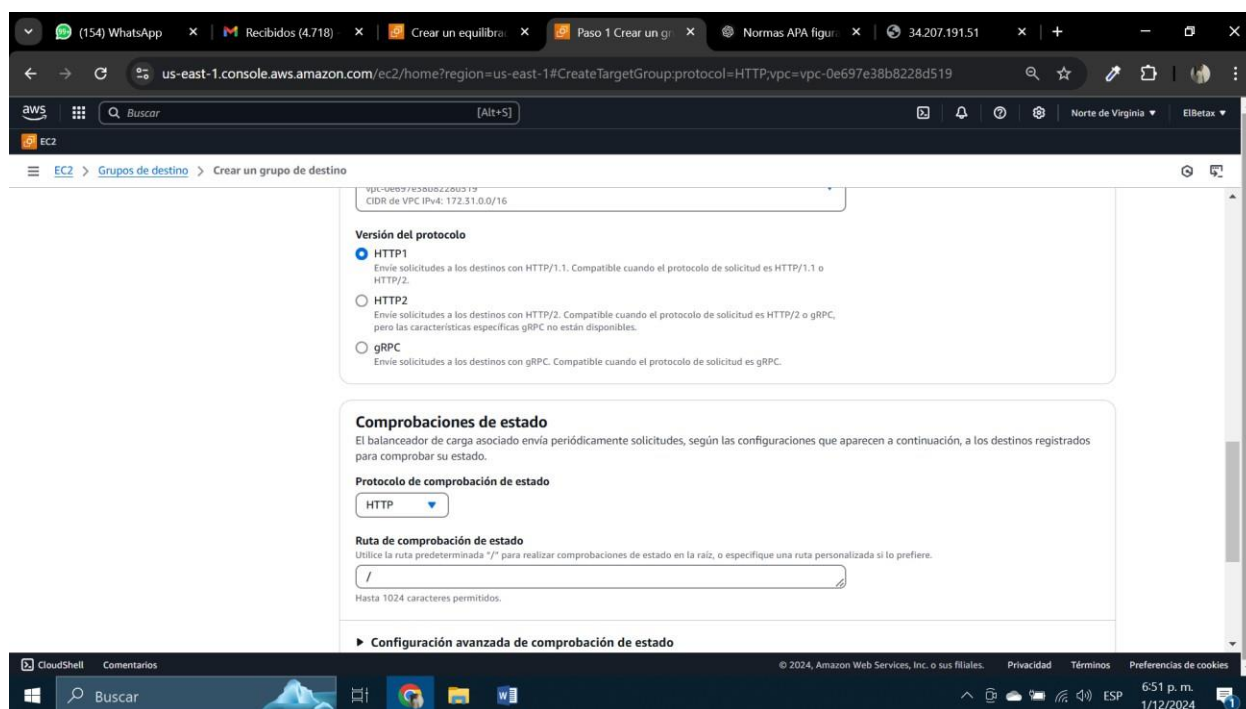 (154) WhatsApp
Recibidos (4.718)
Crear un equilibra
Paso 1 Crear un gr
Normas APA figura
34.207.191.51
us-east-1.console.aws.amazon.com/ec2/home?region=us-east-1#CreateTargetGroup:protocol=HTTP;vpc=vpc-0e697e38b8228d519
aws
Buscar
[Alt+S]
Norte de Virginia
ElBetax
EC2
EC2 > Grupos de destino > Crear un grupo de destino
vpc-0e697e38b8228d519
CIDR de VPC IPv4: 172.31.0.0/16
Versión del protocolo
HTTP1
Envíe solicitudes a los destinos con HTTP/1.1. Compatible cuando el protocolo de solicitud es HTTP/1.1 o
HTTP/2.
HTTP2
Envíe solicitudes a los destinos con HTTP/2. Compatible cuando el protocolo de solicitud es HTTP/2 o gRPC,
pero las características específicas gRPC no están disponibles.
gRPC
Envíe solicitudes a los destinos con gRPC. Compatible cuando el protocolo de solicitud es gRPC.
Comprobaciones de estado
El balanceador de carga asociado envía periódicamente solicitudes, según las configuraciones que aparecen a continuación, a los destinos registrados
para comprobar su estado.
Protocolo de comprobación de estado
HTTP
Ruta de comprobación de estado
Utilice la ruta predeterminada "/" para realizar comprobaciones de estado en la raíz, o especifique una ruta personalizada si lo prefiere.
/
Hasta 1024 caracteres permitidos.
Configuración avanzada de comprobación de estado
CloudShell
Comentarios
© 2024, Amazon Web Services, Inc. o sus filiales.
Privacidad
Términos
Preferencias de cookies
Buscar
ESP
6:51 p. m.
1/12/2024